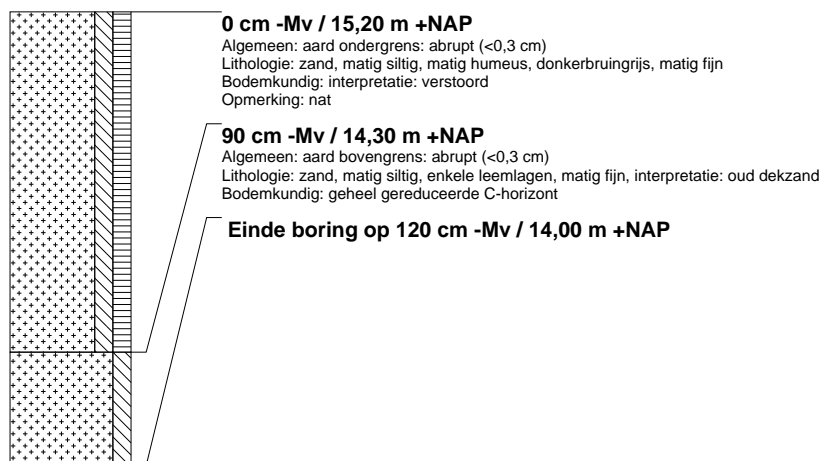 0 cm -Mv / 15,20 m +NAP
Algemeen: aard ondergrens: abrupt (<0,3 cm)
Lithologie: zand, matig siltig, matig humeus, donkerbruingrijs, matig fijn
Bodemkundig: interpretatie: verstoord
Opmerking: nat
90 cm -Mv / 14,30 m +NAP
Algemeen: aard bovengrens: abrupt (<0,3 cm)
Lithologie: zand, matig siltig, enkele leemlagen, matig fijn, interpretatie: oud dekzand
Bodemkundig: geheel gereduceerde C-horizont
Einde boring op 120 cm -Mv / 14,00 m +NAP